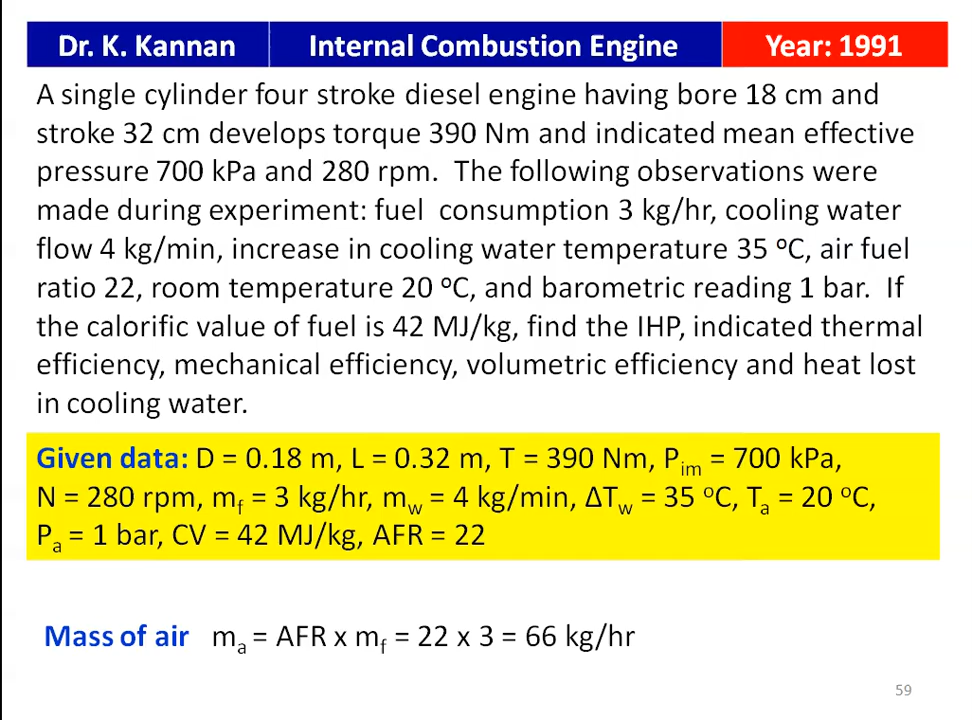 Dr. K. Kannan Internal Combustion Engine Year: 1991
A single cylinder four stroke diesel engine having bore 18 cm and
stroke 32 cm develops torque 390 Nm and indicated mean effective
pressure 700 kPa and 280 rpm. The following observations were
made during experiment: fuel consumption 3 kg/hr, cooling water
flow 4 kg/min, increase in cooling water temperature 35 ºC, air fuel
ratio 22, room temperature 20 ºC, and barometric reading 1 bar. If
the calorific value of fuel is 42 MJ/kg, find the IHP, indicated thermal
efficiency, mechanical efficiency, volumetric efficiency and heat lost
in cooling water.
Given data: D = 0.18 m, L = 0.32 m, T = 390 Nm, Pim = 700 kPa,
N = 280 rpm, mf = 3 kg/hr, mw = 4 kg/min, ΔTw = 35 ºC, Ta = 20 ºC,
Pa = 1 bar, CV = 42 MJ/kg, AFR = 22
Mass of air ma = AFR x mf = 22 x 3 = 66 kg/hr
59